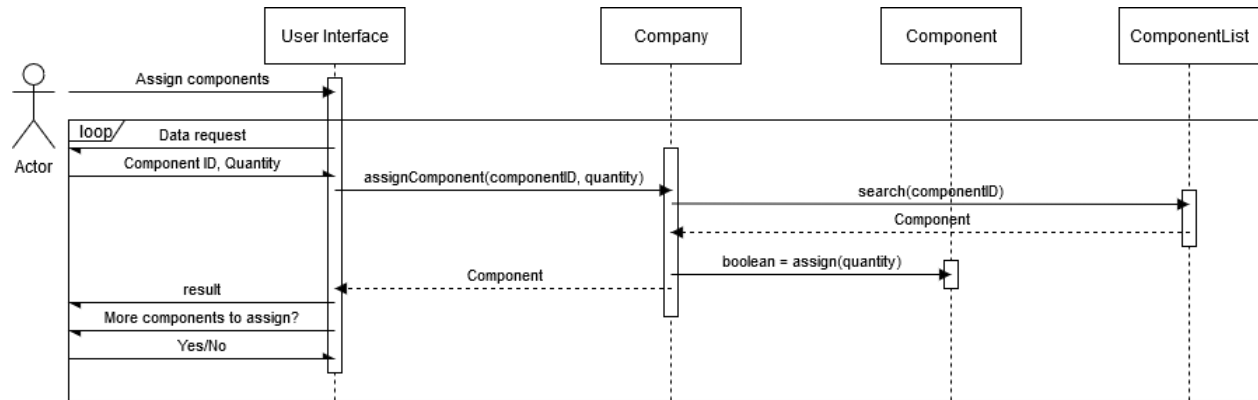 User Interface
Company
Component
ComponentList
Actor
Assign components
loop
Data request
Component ID, Quantity
assignComponent(componentID, quantity)
search(componentID)
Component
boolean = assign(quantity)
Component
result
More components to assign?
Yes/No